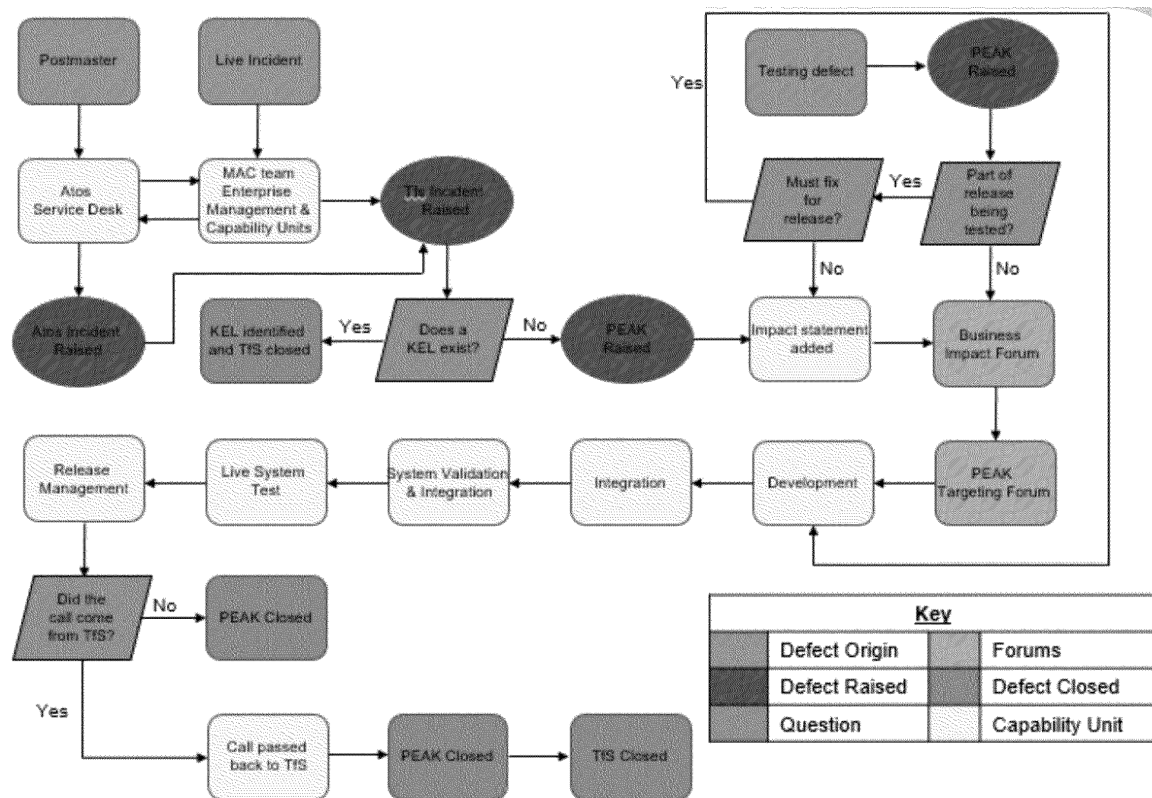 Postmaster
Live Incident
Testing defect
PEAK
Raised
Yes
Atos
Service Desk
MAC team
Enterprise
Management &
Capability Units
Tfs Incident
Raised
Must fix
for
release?
Yes
Part of
release
being
tested?
No
No
Atos Incident
Raised
KEL identified
and TfS closed
Yes
Does a
KEL exist?
No
PEAK
Raised
Impact statement
added
Business
Impact Forum
Release
Management
Live System
Test
System Validation
& Integration
Integration
Development
PEAK
Targeting Forum
Did the
call come
from TfS?
No
PEAK Closed
Yes
Call passed
back to TfS
PEAK Closed
TfS Closed
Key
Defect Origin
Forums
Defect Raised
Defect Closed
Question
Capability Unit